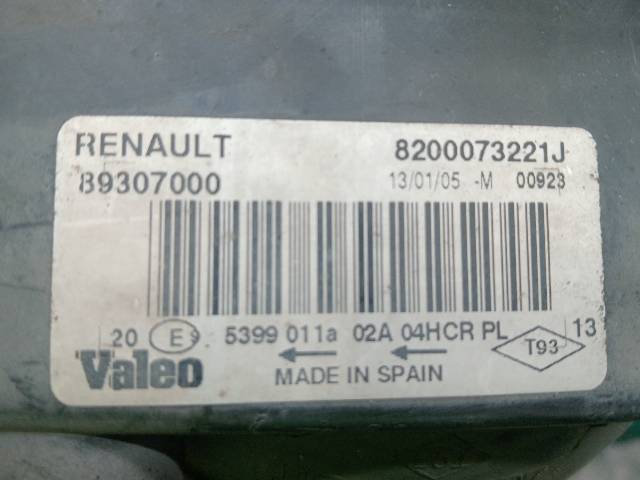 RENAULT 8200073221J
89307000 13/01/05 -M 00923
20 E9 5399 011a 02A 04HCR PL T93 13
Valeo MADE IN SPAIN